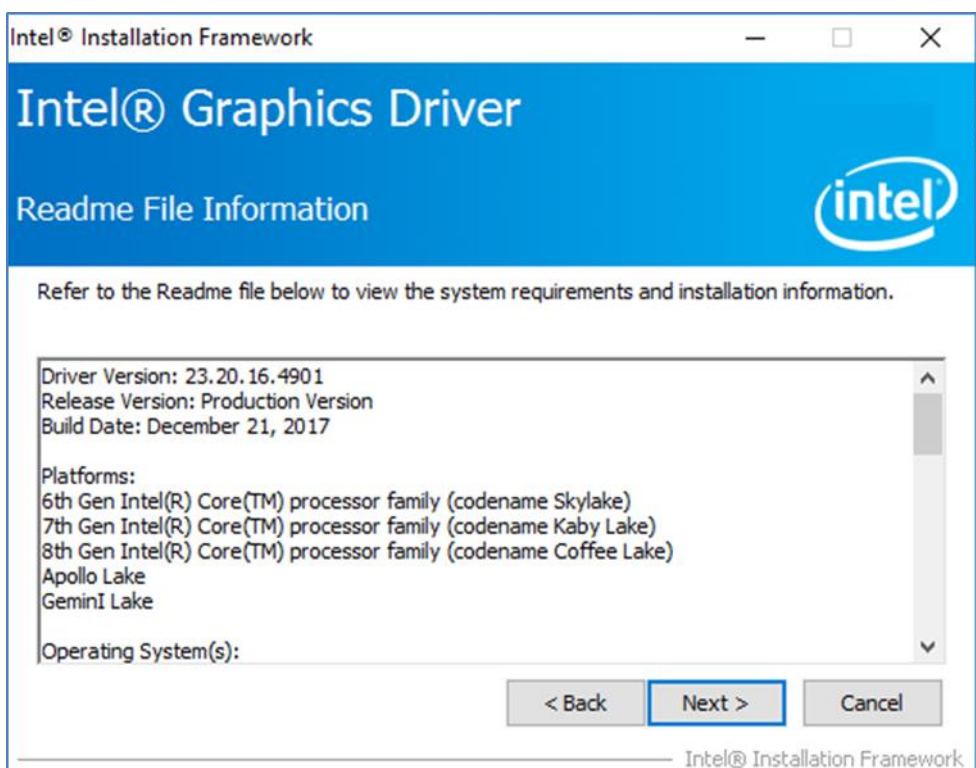 Intel® Installation Framework
Intel® Graphics Driver
Readme File Information
intel
Refer to the Readme file below to view the system requirements and installation information.
Driver Version: 23.20.16.4901
Release Version: Production Version
Build Date: December 21, 2017
Platforms:
6th Gen Intel(R) Core(TM) processor family (codename Skylake)
7th Gen Intel(R) Core(TM) processor family (codename Kaby Lake)
8th Gen Intel(R) Core(TM) processor family (codename Coffee Lake)
Apollo Lake
GeminI Lake
Operating System(s):
< Back Next > Cancel
Intel® Installation Framework